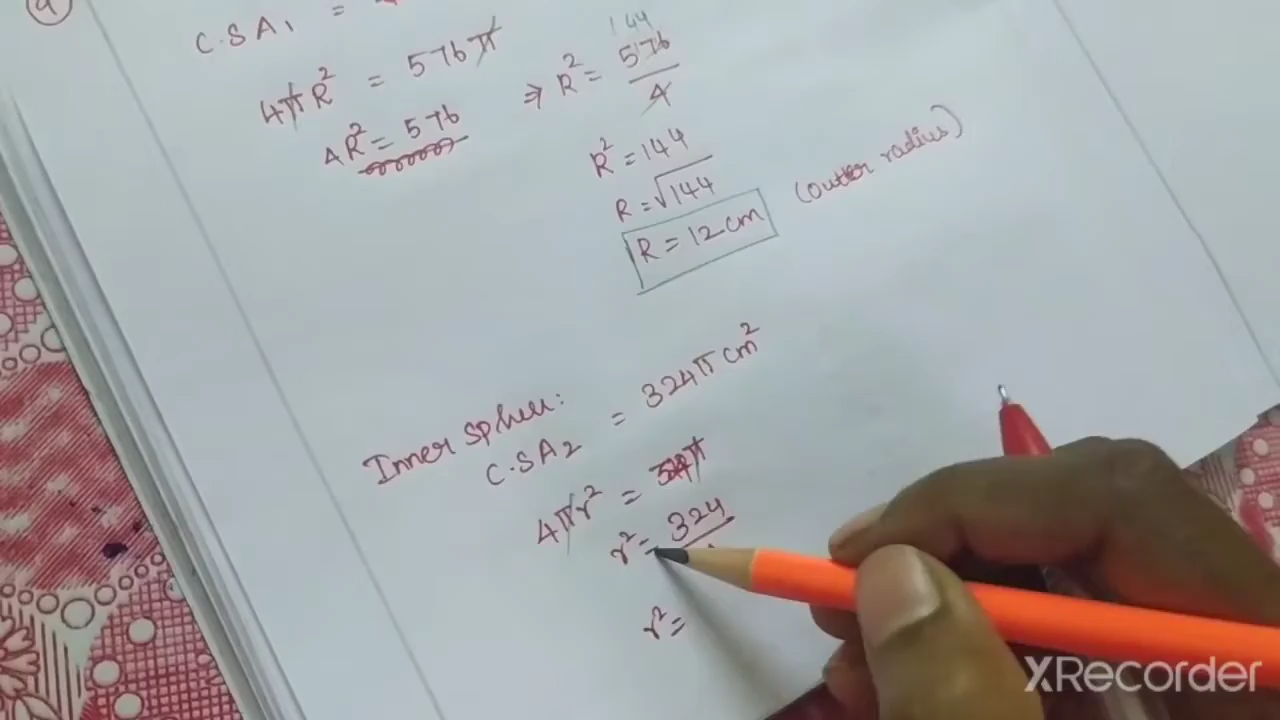 C.S.A₁ =
4πR² = 576π
4R² = 576
⇒ R² = 576/4
144
R² = 144
R = √144
R = 12 cm (outer radius)
Inner sphere:
C.S.A₂ = 324π cm²
4πr² =
r² = 324
r² =
XRecorder